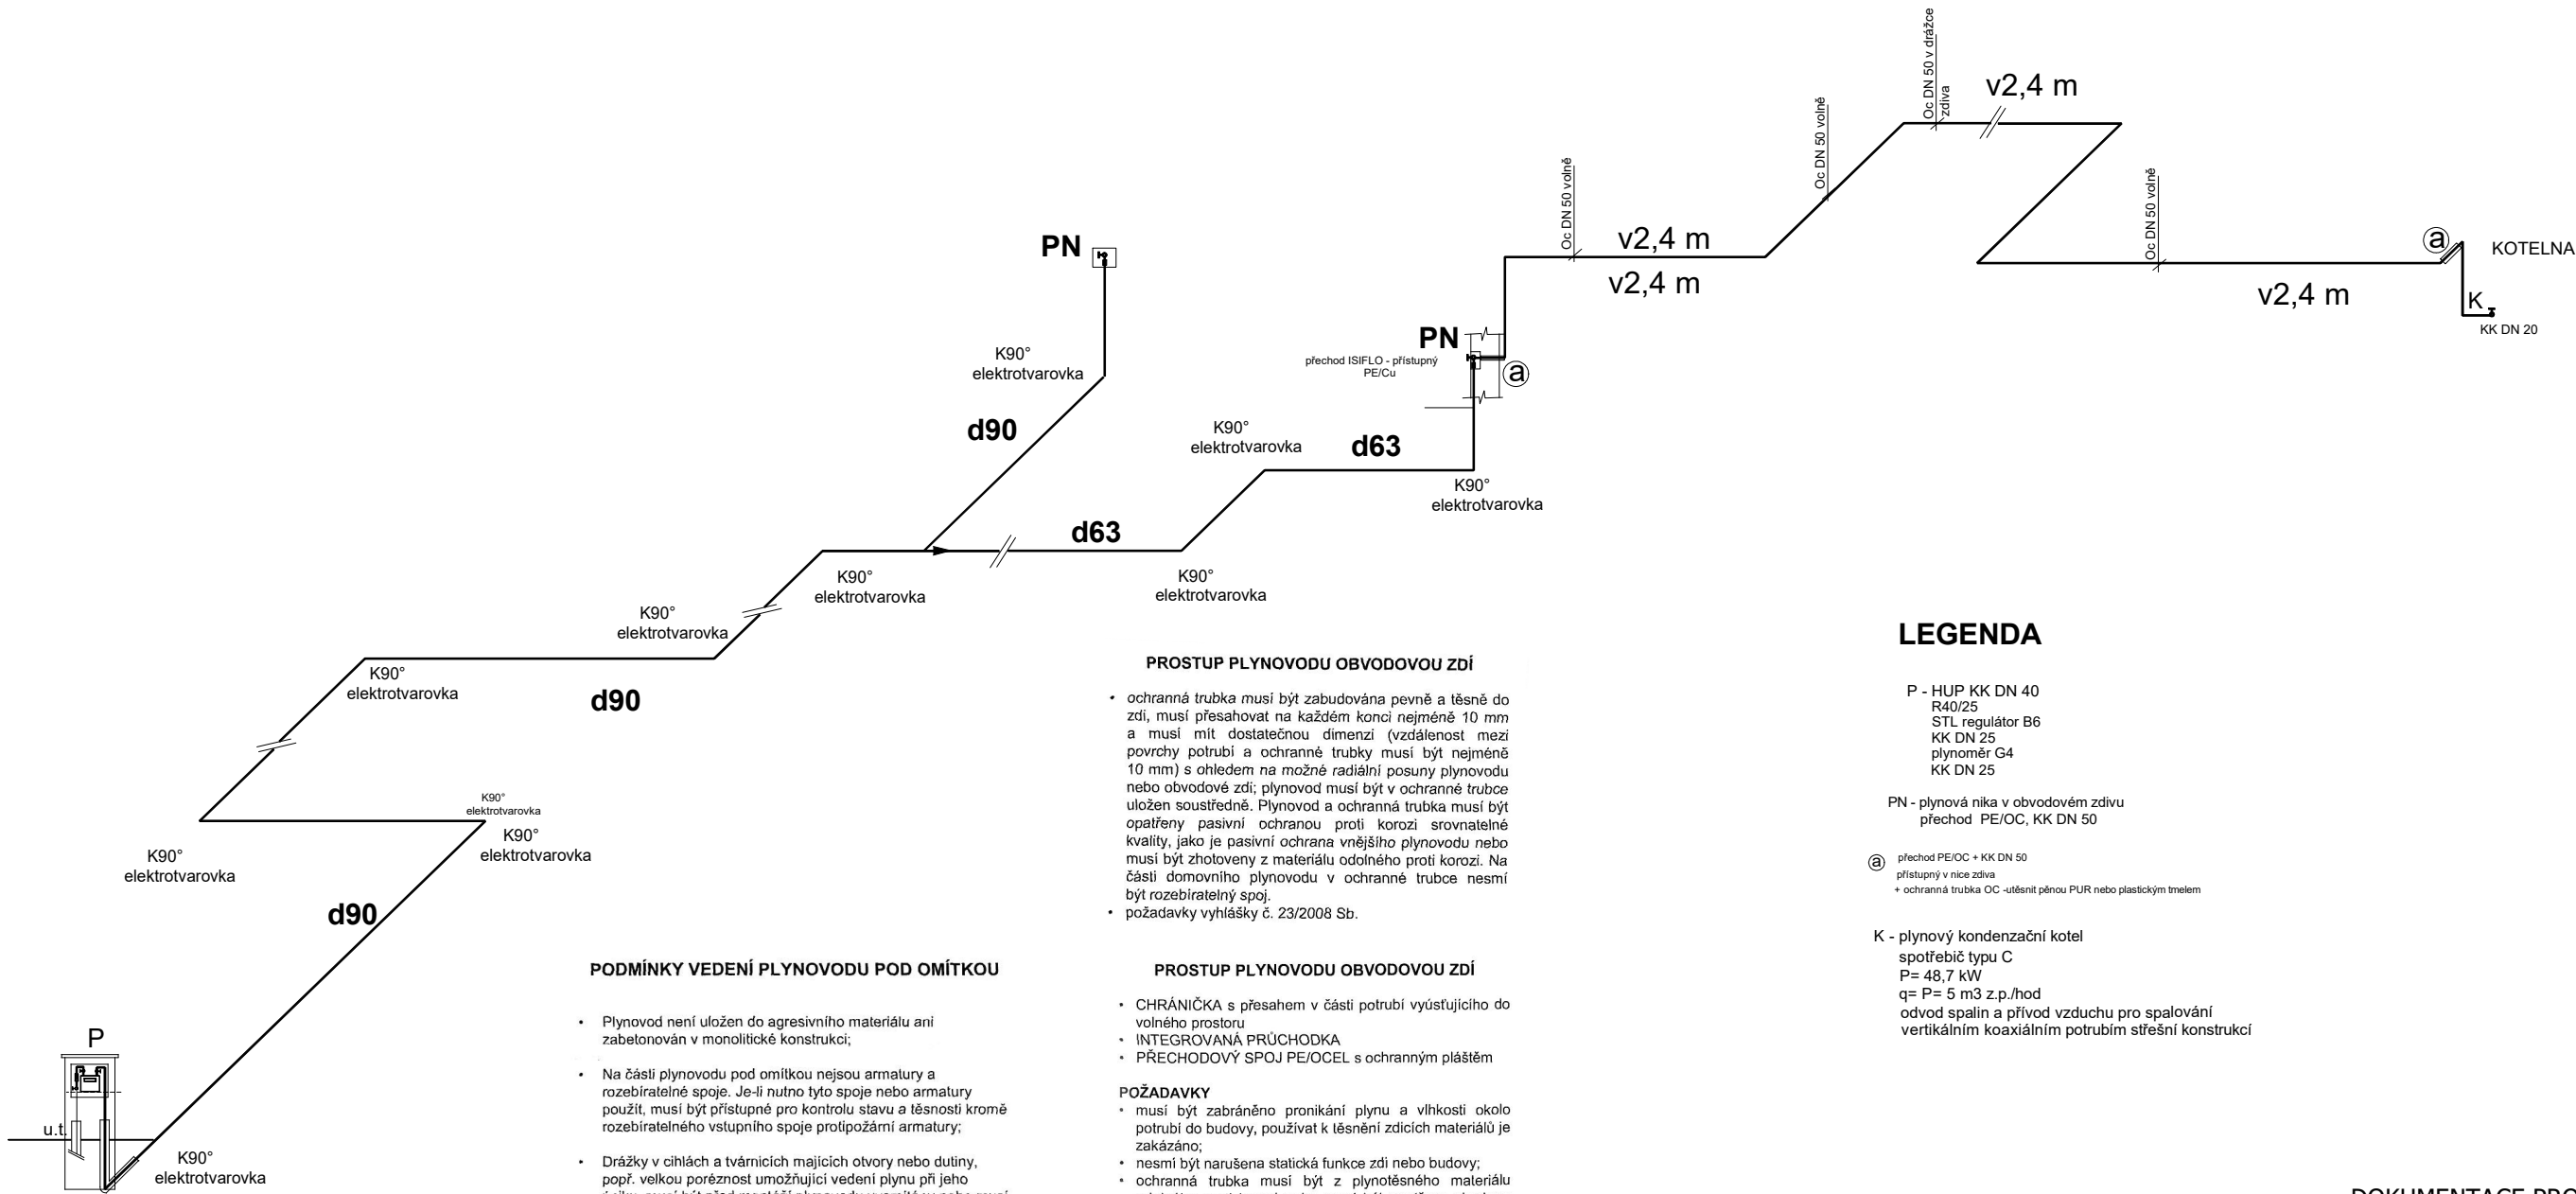 Oc DN 50 v drážce
zdiva
v2,4 m
Oc DN 50 volně
Oc DN 50 volně
v2,4 m
v2,4 m
Oc DN 50 volně
v2,4 m
a
KOTELNA
K
KK DN 20
PN
K90°
elektrotvarovka
d90
PN
přechod ISIFLO - přístupný
PE/Cu
a
K90°
elektrotvarovka
d63
K90°
elektrotvarovka
d63
K90°
elektrotvarovka
K90°
elektrotvarovka
K90°
elektrotvarovka
K90°
elektrotvarovka
d90
K90°
elektrotvarovka
K90°
elektrotvarovka
K90°
elektrotvarovka
d90
P
u.t.
K90°
elektrotvarovka
PODMÍNKY VEDENÍ PLYNOVODU POD OMÍTKOU
• Plynovod není uložen do agresivního materiálu ani
zabetonován v monolitické konstrukci;
• Na části plynovodu pod omítkou nejsou armatury a
rozebíratelné spoje. Je-li nutno tyto spoje nebo armatury
použít, musí být přístupné pro kontrolu stavu a těsnosti kromě
rozebíratelného vstupního spoje protipožární armatury;
• Drážky v cihlách a tvárnicích majících otvory nebo dutiny,
popř. velkou poréznost umožňující vedení plynu při jeho
PROSTUP PLYNOVODU OBVODOVOU ZDÍ
• ochranná trubka musí být zabudována pevně a těsně do
zdi, musí přesahovat na každém konci nejméně 10 mm
a musí mít dostatečnou dimenzi (vzdálenost mezi
povrchy potrubí a ochranné trubky musí být nejméně
10 mm) s ohledem na možné radiální posuny plynovodu
nebo obvodové zdi; plynovod musí být v ochranné trubce
uložen soustředně. Plynovod a ochranná trubka musí být
opatřeny pasivní ochranou proti korozi srovnatelné
kvality, jako je pasivní ochrana vnějšího plynovodu nebo
musí být zhotoveny z materiálu odolného proti korozi. Na
části domovního plynovodu v ochranné trubce nesmí
být rozebíratelný spoj.
• požadavky vyhlášky č. 23/2008 Sb.
PROSTUP PLYNOVODU OBVODOVOU ZDÍ
• CHRÁNIČKA s přesahem v části potrubí vyúsťujícího do
volného prostoru
• INTEGROVANÁ PRŮCHODKA
• PŘECHODOVÝ SPOJ PE/OCEL s ochranným pláštěm
POŽADAVKY
• musí být zabráněno pronikání plynu a vlhkosti okolo
potrubí do budovy, používat k těsnění zdicích materiálů je
zakázáno;
• nesmí být narušena statická funkce zdi nebo budovy;
• ochranná trubka musí být z plynotěsného materiálu
LEGENDA
P - HUP KK DN 40
R40/25
STL regulátor B6
KK DN 25
plynoměr G4
KK DN 25
PN - plynová nika v obvodovém zdivu
přechod PE/OC, KK DN 50
a přechod PE/OC + KK DN 50
přístupný v nice zdiva
+ ochranná trubka OC -utěsnit pěnou PUR nebo plastickým tmelem
K - plynový kondenzační kotel
spotřebič typu C
P= 48,7 kW
q= P= 5 m3 z.p./hod
odvod spalin a přívod vzduchu pro spalování
vertikálním koaxiálním potrubím střešní konstrukcí
DOKUMENTACE PRO